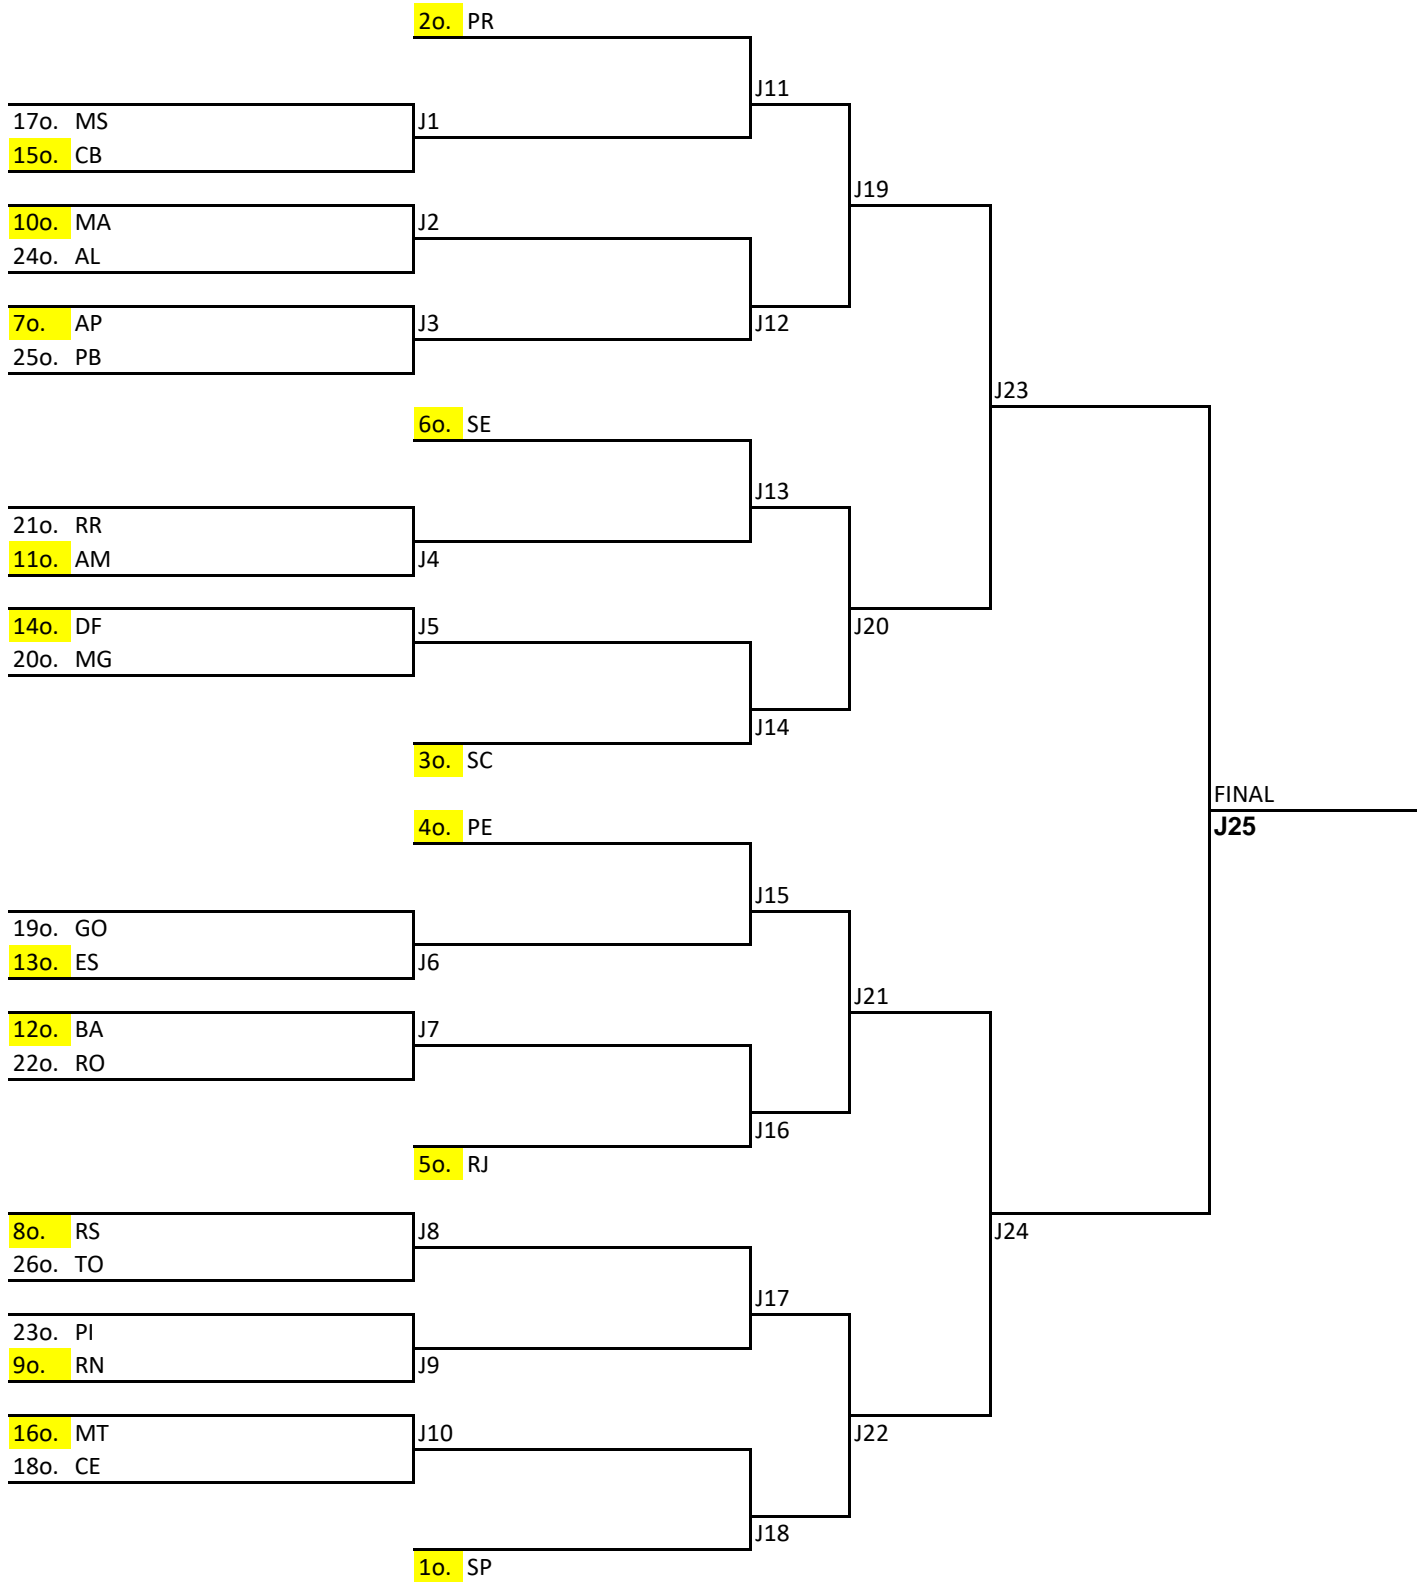 2o. PR
J11
17o. MS J1
15o. CB
J19
10o. MA J2
24o. AL
7o. AP J3 J12
25o. PB
J23
6o. SE
J13
21o. RR
11o. AM J4
14o. DF J5 J20
20o. MG
J14
3o. SC
FINAL
4o. PE J25
J15
19o. GO
13o. ES J6
J21
12o. BA J7
22o. RO
J16
5o. RJ
8o. RS J8 J24
26o. TO
J17
23o. PI
9o. RN J9
16o. MT J10 J22
18o. CE
J18
1o. SP